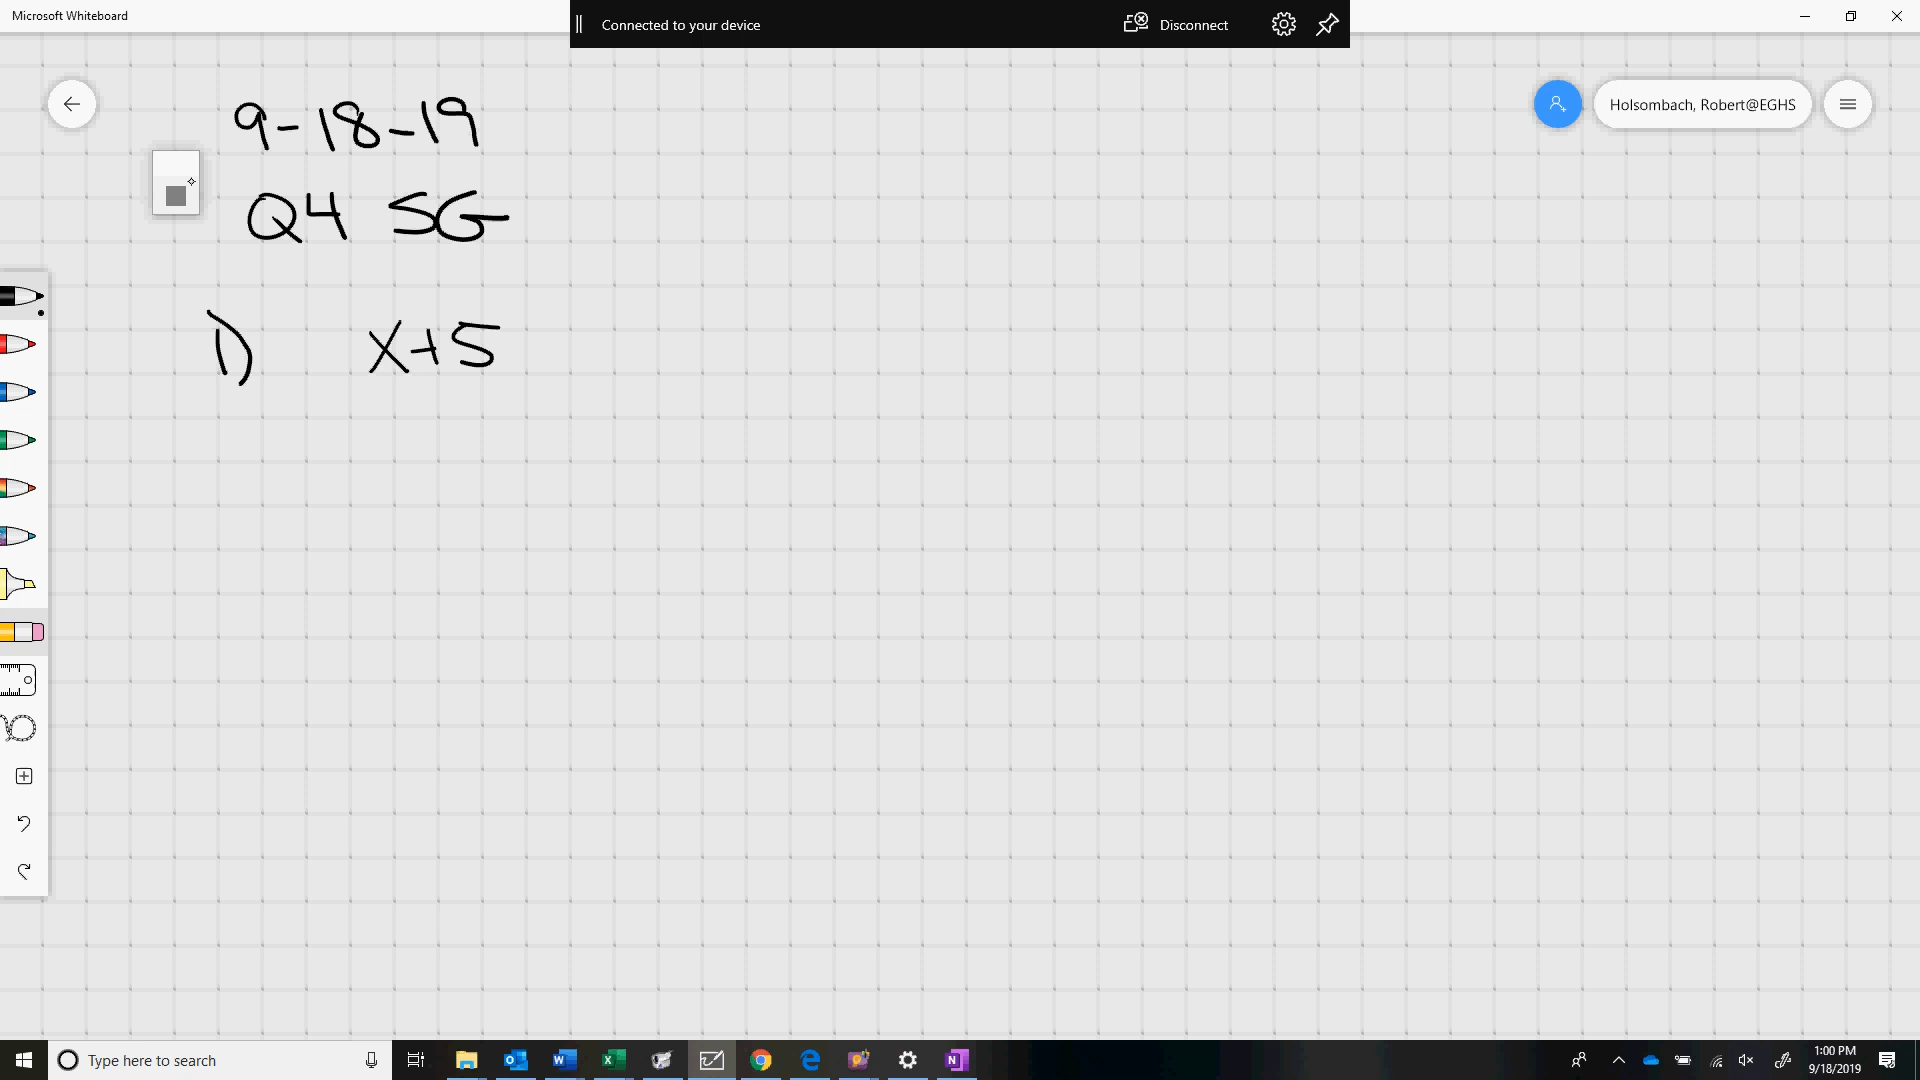 Microsoft Whiteboard
Connected to your device
Disconnect
Holsombach, Robert@EGHS
9-18-19
Q4 SG
1) x+5
Type here to search
1:00 PM
9/18/2019